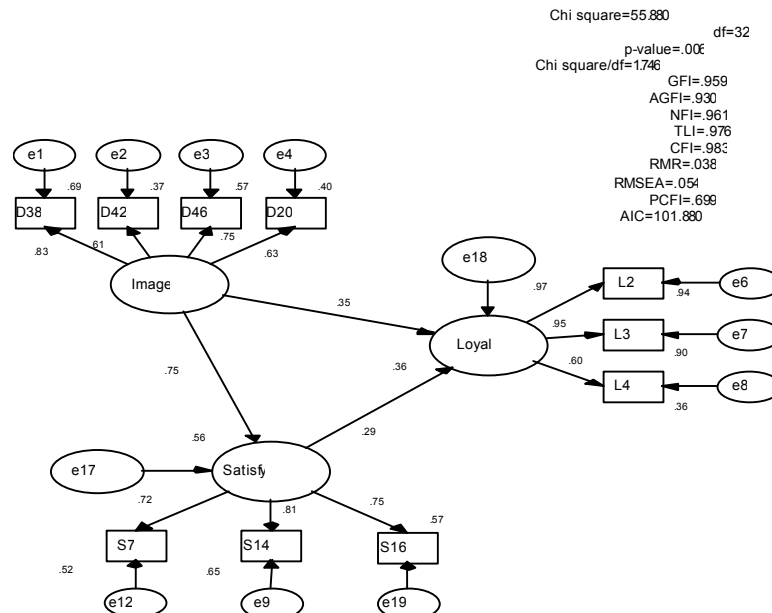 Chi square=55.880
df=32
p-value=.006
Chi square/df=1.746
GFI=.959
AGFI=.930
NFI=.961
TLI=.976
CFI=.983
RMR=.038
RMSEA=.054
PCFI=.699
AIC=101.880
e1 e2 e3 e4
.69 .37 .57 .40
D38 D42 D46 D20
.83 .61 .75 .63
Image
e18
.97 L2 .94 e6
.35
Loyal
.95 L3 .90 e7
.60 L4 .36 e8
.75 .36
.56 .29
e17 Satisfy
.72 .81 .75 .57
S7 S14 S16
.52 .65
e12 e9 e19